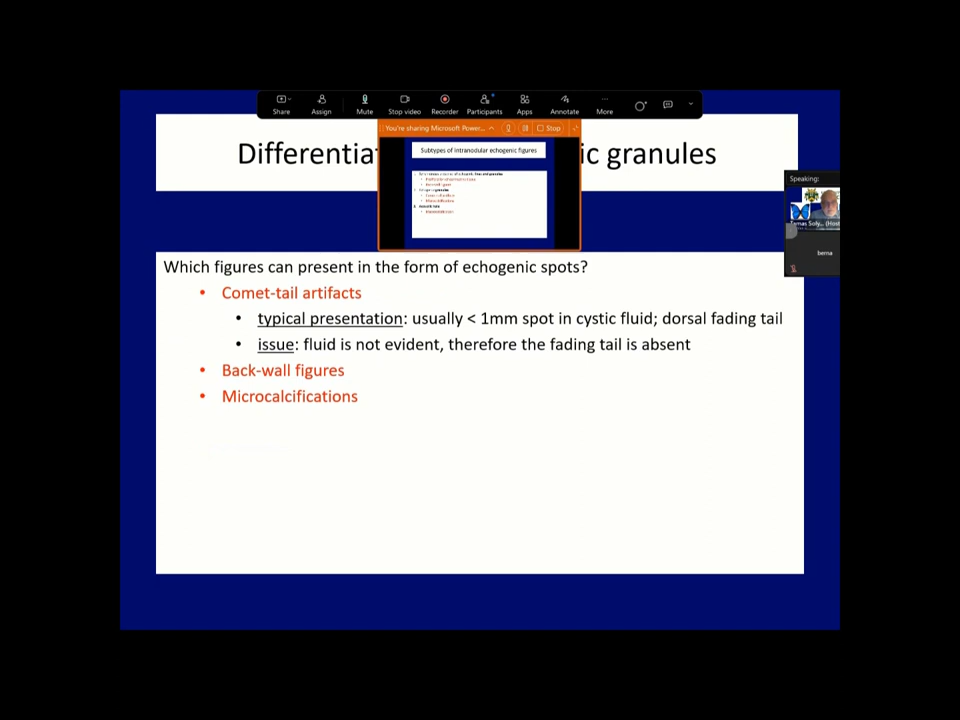 Share Assign Mute Stop video Recorder Participants Apps Annotate More
You're sharing Microsoft Power... Stop
Subtypes of intranodular echogenic figures
Differentia ic granules
Speaking:
(Host
berna
Which figures can present in the form of echogenic spots?
• Comet-tail artifacts
• typical presentation: usually < 1mm spot in cystic fluid; dorsal fading tail
• issue: fluid is not evident, therefore the fading tail is absent
• Back-wall figures
• Microcalcifications